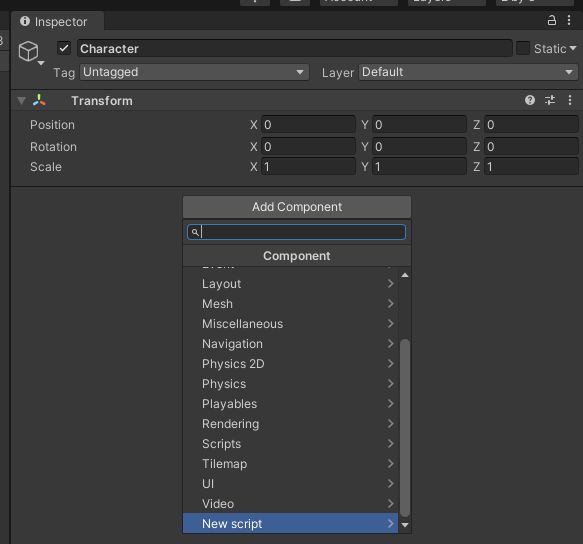 Inspector
Character
Static
Tag Untagged Layer Default
Transform
Position X 0 Y 0 Z 0
Rotation X 0 Y 0 Z 0
Scale X 1 Y 1 Z 1
Add Component
Component
Layout
Mesh
Miscellaneous
Navigation
Physics 2D
Physics
Playables
Rendering
Scripts
Tilemap
UI
Video
New script